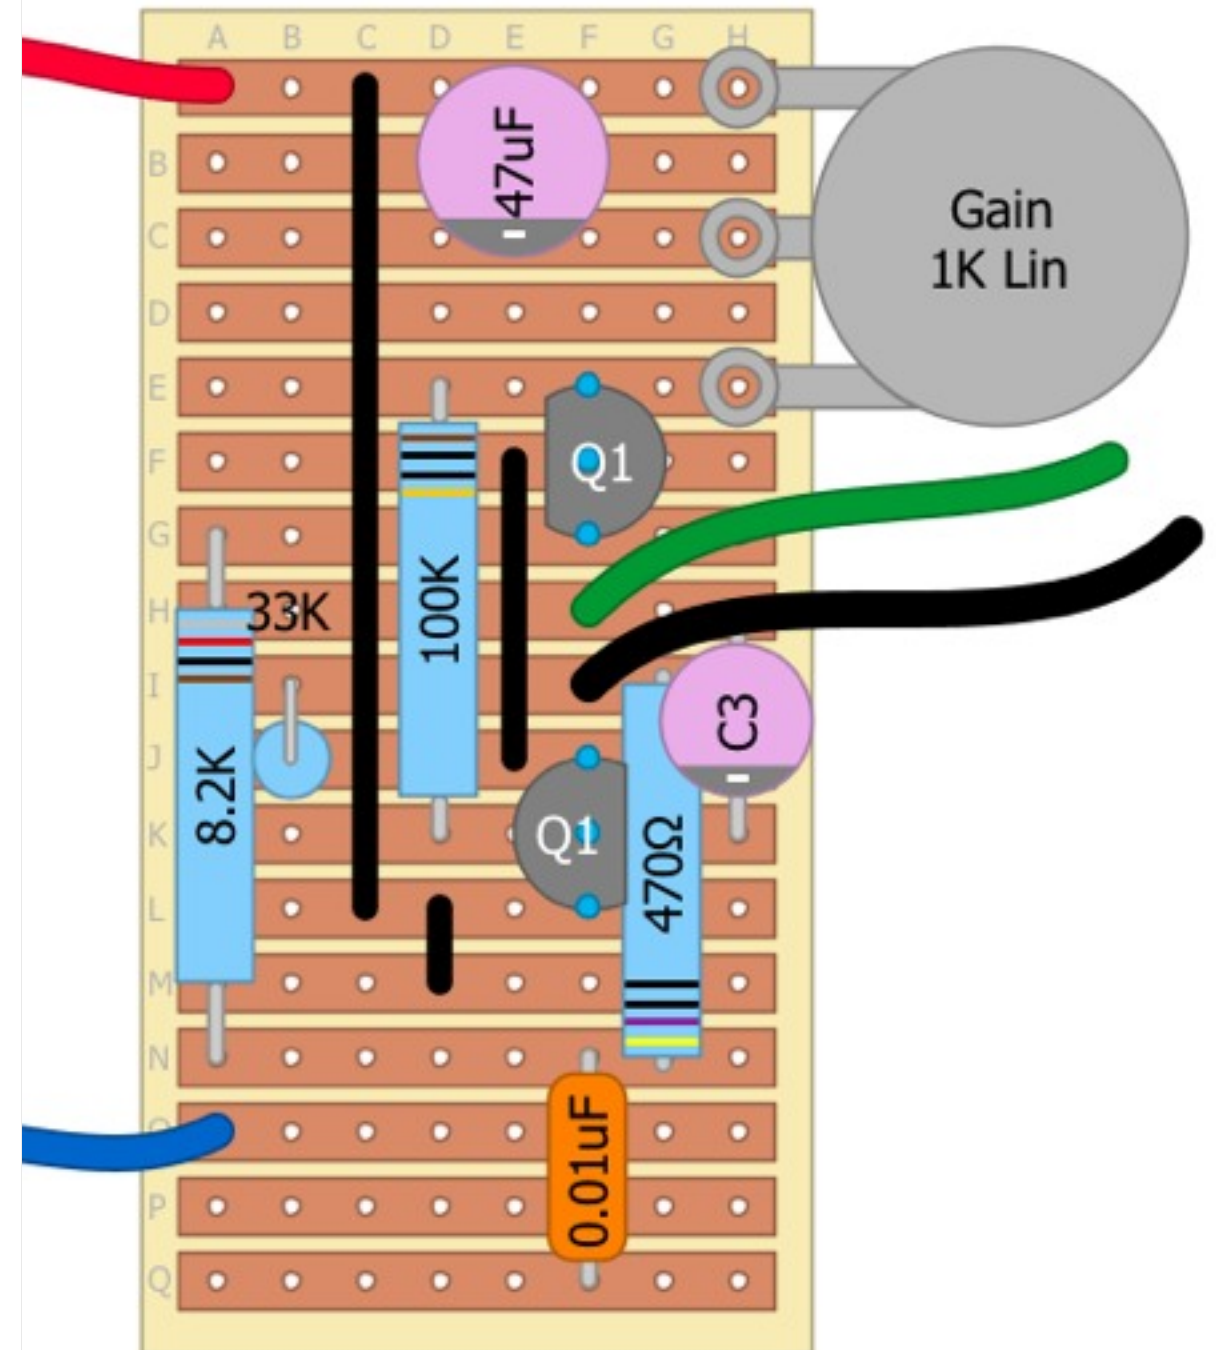 A B C D E F G H
47uF
-
B
C
Gain
1K Lin
D
E
F
Q1
G
H
33K
100K
I
C3
-
J
8.2K
K
Q1
470Ω
L
M
N
O
0.01uF
P
Q